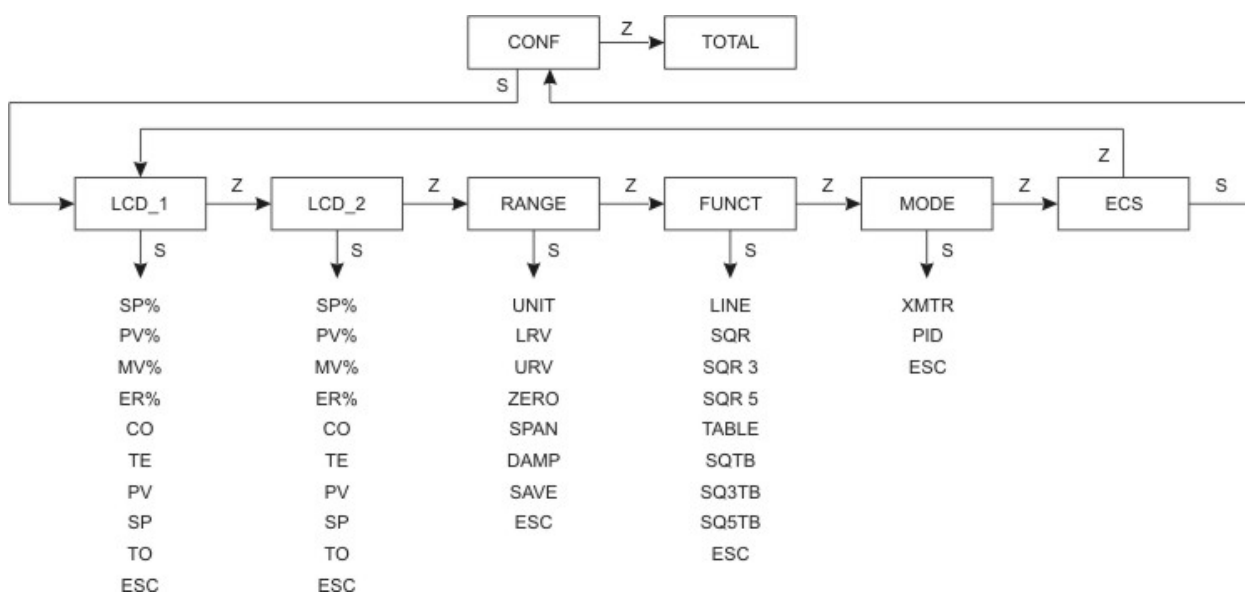 CONF
Z
TOTAL
S
Z
LCD_1
Z
LCD_2
Z
RANGE
Z
FUNCT
Z
MODE
Z
ECS
S
S
S
S
S
S
SP%
PV%
MV%
ER%
CO
TE
PV
SP
TO
ESC
SP%
PV%
MV%
ER%
CO
TE
PV
SP
TO
ESC
UNIT
LRV
URV
ZERO
SPAN
DAMP
SAVE
ESC
LINE
SQR
SQR 3
SQR 5
TABLE
SQTB
SQ3TB
SQ5TB
ESC
XMTR
PID
ESC